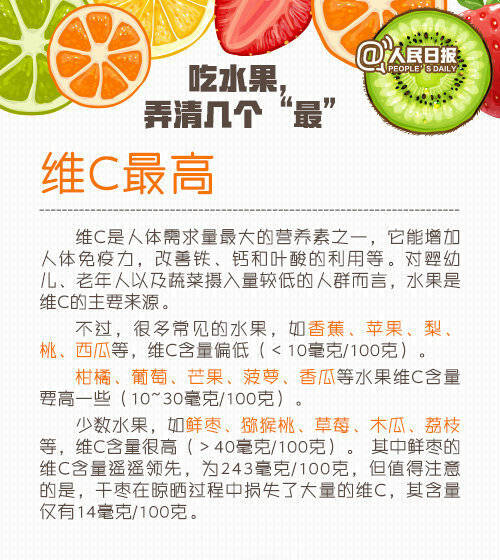 @人民日报
PEOPLE'S DAILY
吃水果，
弄清几个“最”
维C最高
维C是人体需求量最大的营养素之一，它能增加
人体免疫力，改善铁、钙和叶酸的利用等。对婴幼
儿、老年人以及蔬菜摄入量较低的人群而言，水果是
维C的主要来源。
不过，很多常见的水果，如香蕉、苹果、梨、
桃、西瓜等，维C含量偏低（＜10毫克/100克）。
柑橘、葡萄、芒果、菠萝、香瓜等水果维C含量
要高一些（10~30毫克/100克）。
少数水果，如鲜枣、猕猴桃、草莓、木瓜、荔枝
等，维C含量很高（＞40毫克/100克）。 其中鲜枣的
维C含量遥遥领先，为243毫克/100克，但值得注意
的是，干枣在晾晒过程中损失了大量的维C，其含量
仅有14毫克/100克。